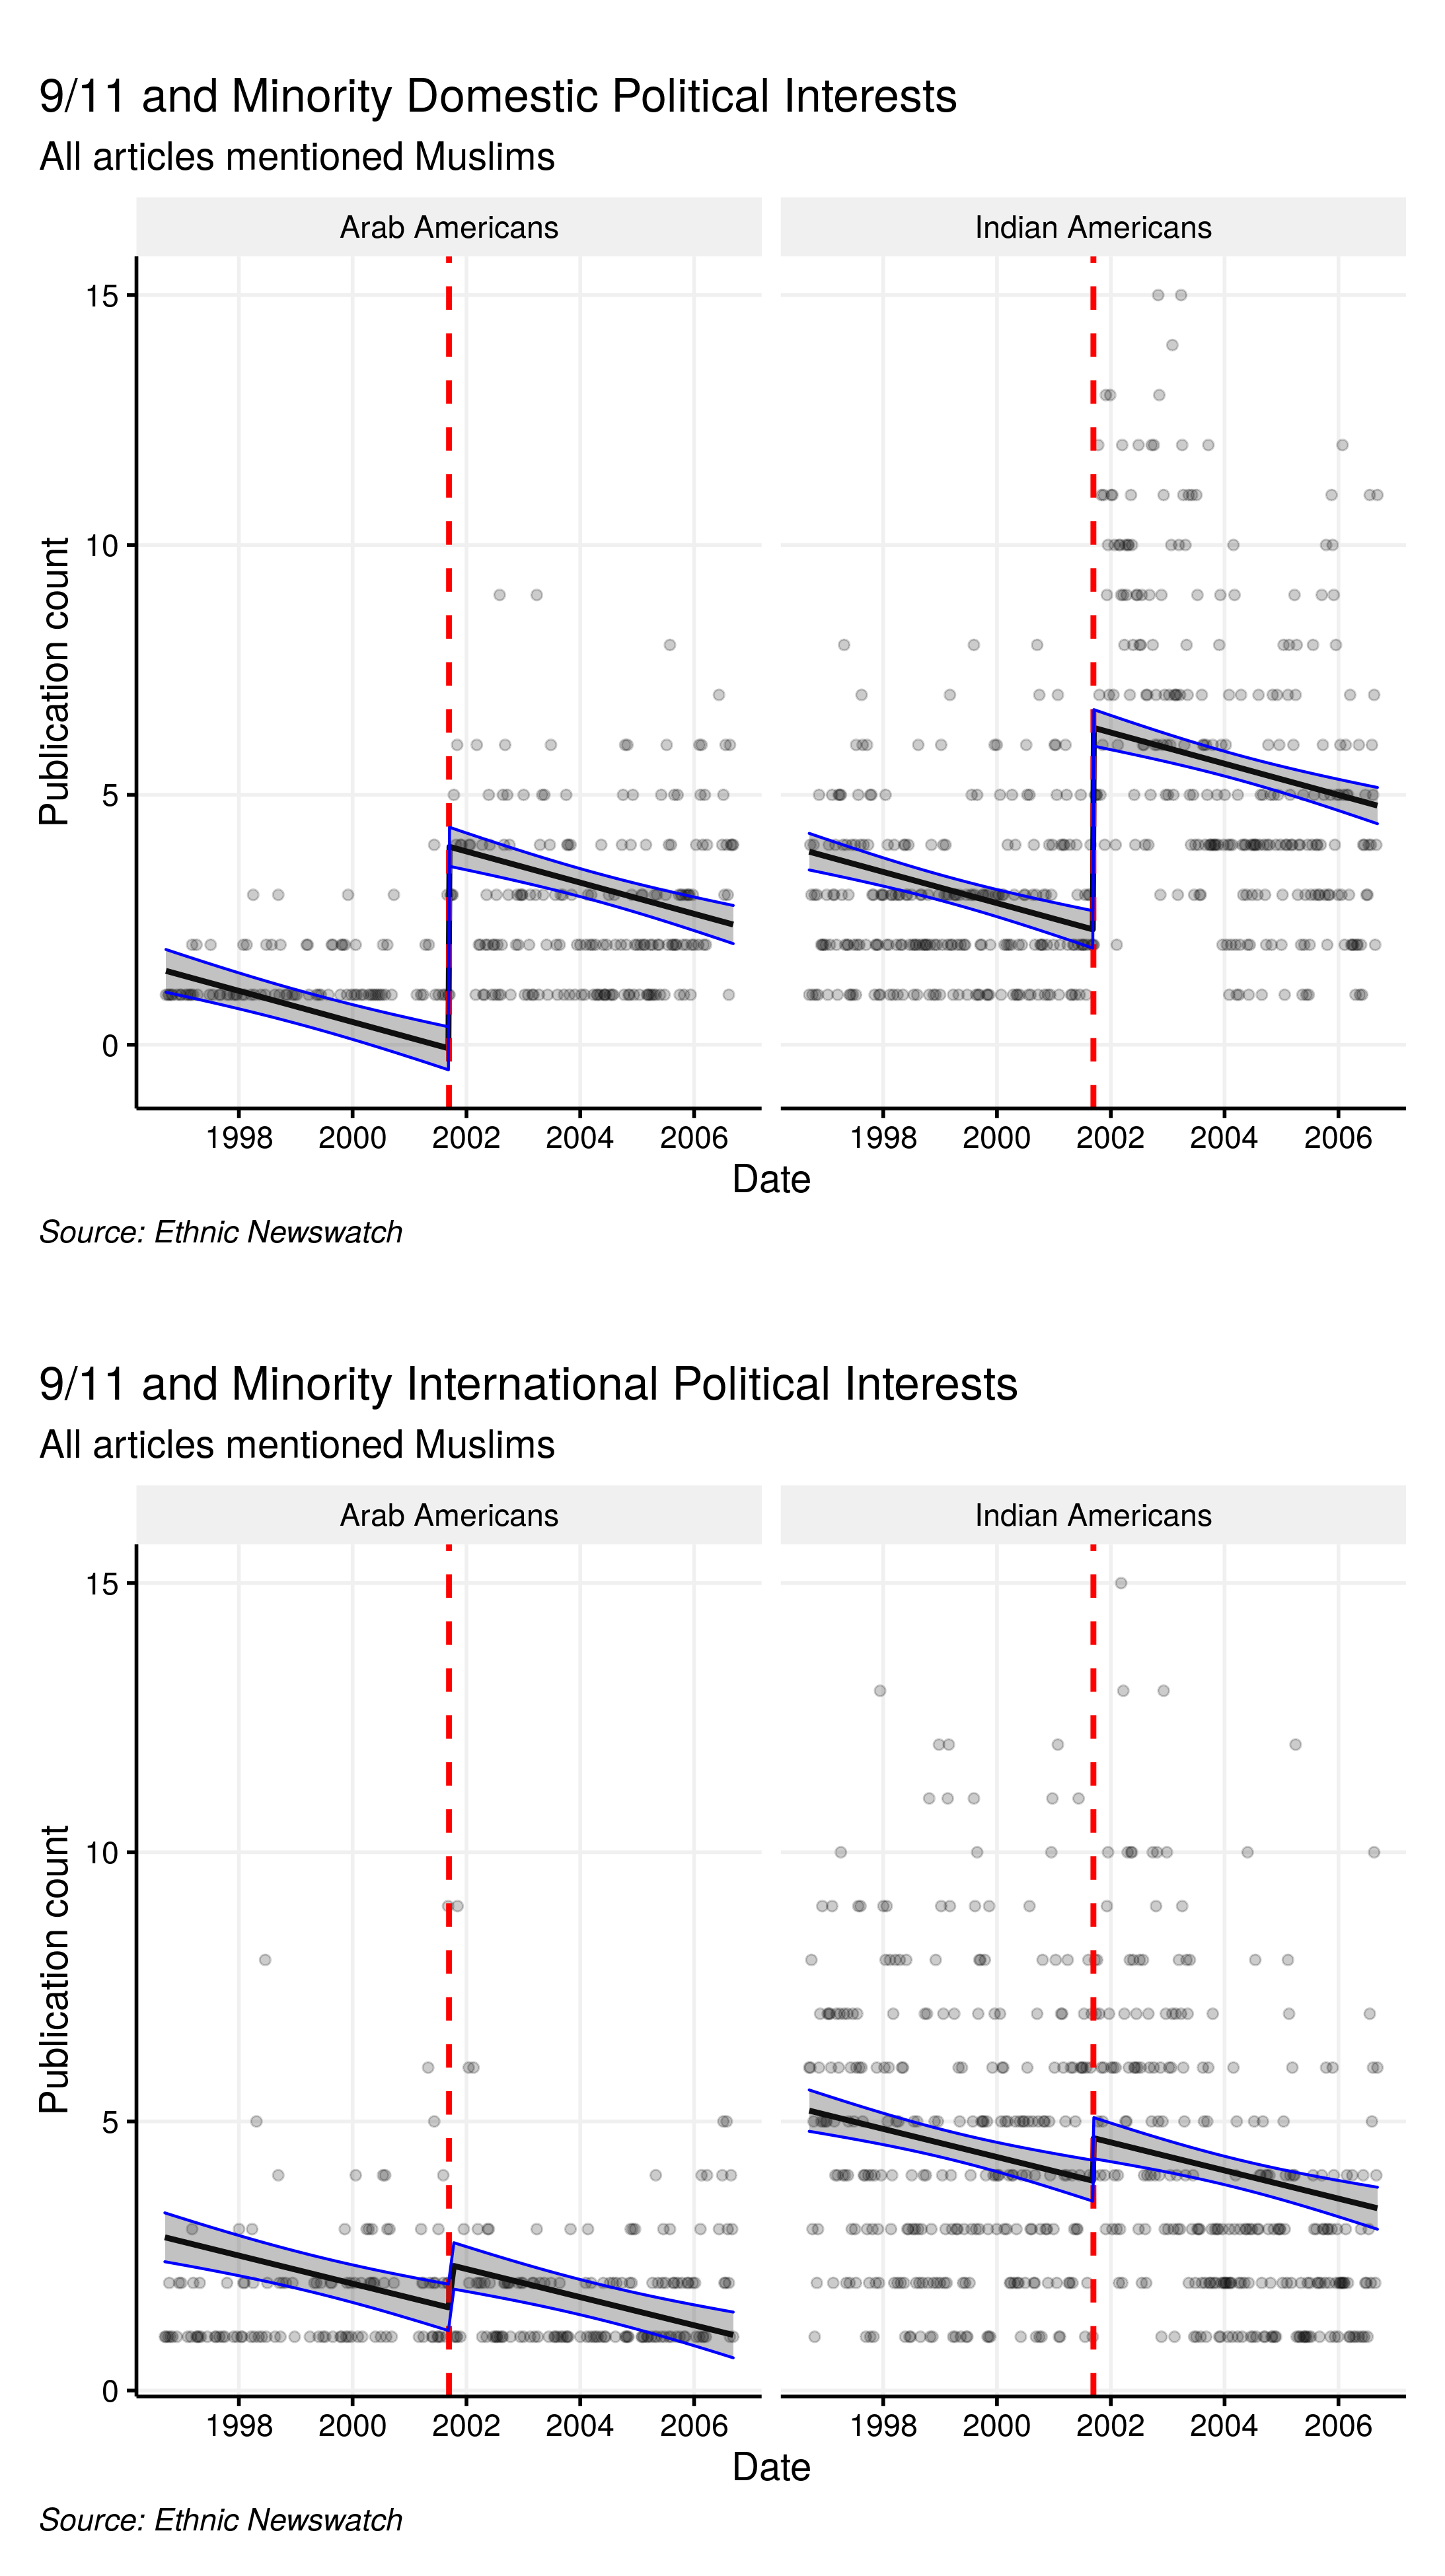 9/11 and Minority Domestic Political Interests
All articles mentioned Muslims
Arab Americans
Indian Americans
Publication count
15
10
5
0
1998 2000 2002 2004 2006
1998 2000 2002 2004 2006
Date
Source: Ethnic Newswatch
9/11 and Minority International Political Interests
All articles mentioned Muslims
Arab Americans
Indian Americans
Publication count
15
10
5
0
1998 2000 2002 2004 2006
1998 2000 2002 2004 2006
Date
Source: Ethnic Newswatch